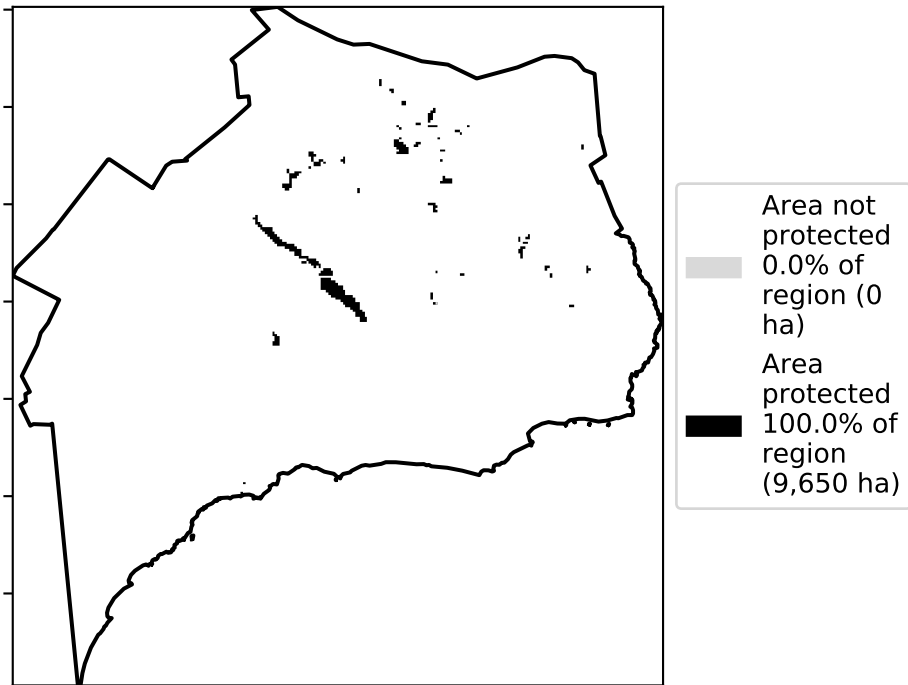 Area not
protected
0.0% of
region (0
ha)
Area
protected
100.0% of
region
(9,650 ha)